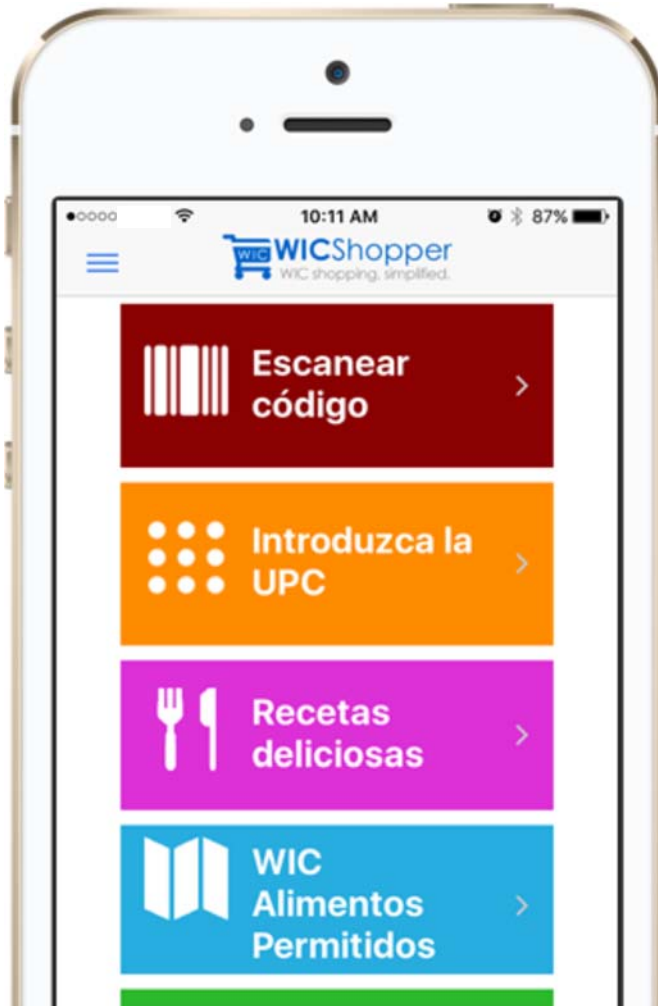 10:11 AM
87%
WIC WICShopper
WIC shopping, simplified.
Escanear
código
Introduzca la
UPC
Recetas
deliciosas
WIC
Alimentos
Permitidos